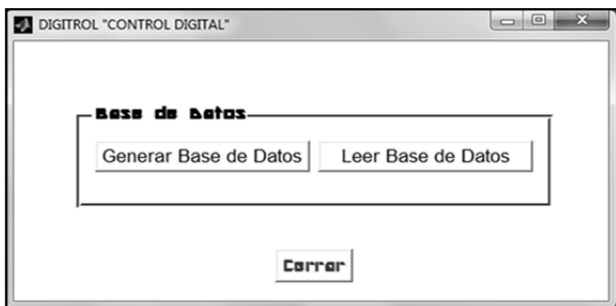 DIGITROL "CONTROL DIGITAL"
Base de Datos
Generar Base de Datos Leer Base de Datos
Cerrar